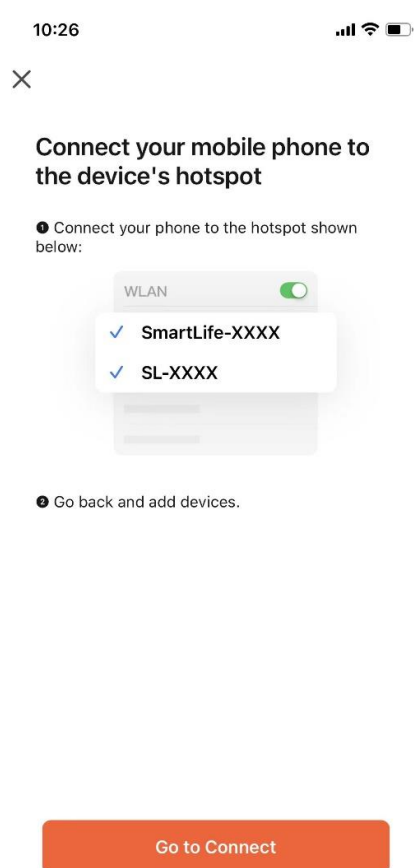 10:26
Connect your mobile phone to
the device's hotspot
❶ Connect your phone to the hotspot shown
below:
WLAN
SmartLife-XXXX
SL-XXXX
❷ Go back and add devices.
Go to Connect